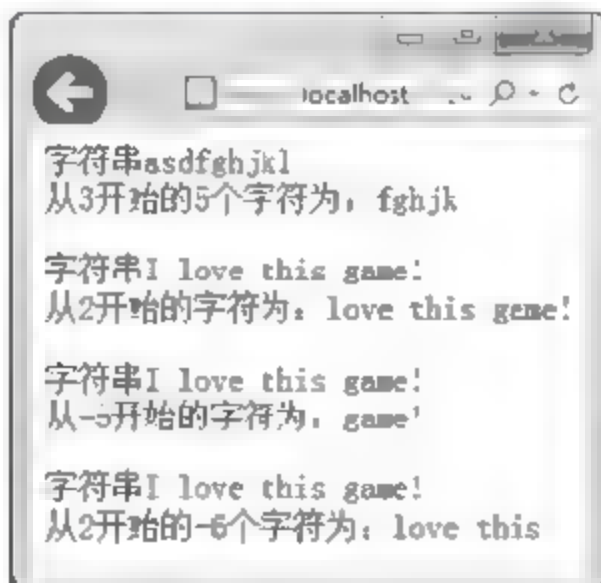 localhost
字符串asdfghjkl
从3开始的5个字符为：fghjk
字符串I love this game!
从2开始的字符为：love this game!
字符串I love this game!
从-5开始的字符为：game!
字符串I love this game!
从2开始的-6个字符为：love this